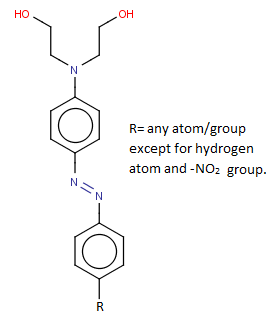 HO OH
N
R= any atom/group
except for hydrogen
atom and -NO₂ group.
N
N
R